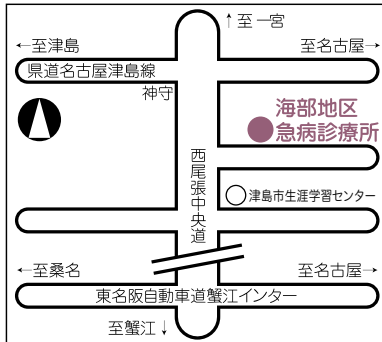 ↑至一宮
←至津島
至名古屋→
県道名古屋津島線
神守
海部地区
急病診療所
西尾張中央道
津島市生涯学習センター
←至桑名
至名古屋→
東名阪自動車道蟹江インター
至蟹江↓